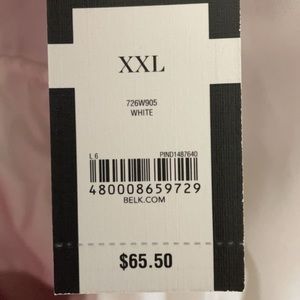 XXL
726W905
WHITE
L 6 PIND1487640
480008659729
BELK.COM
$65.50